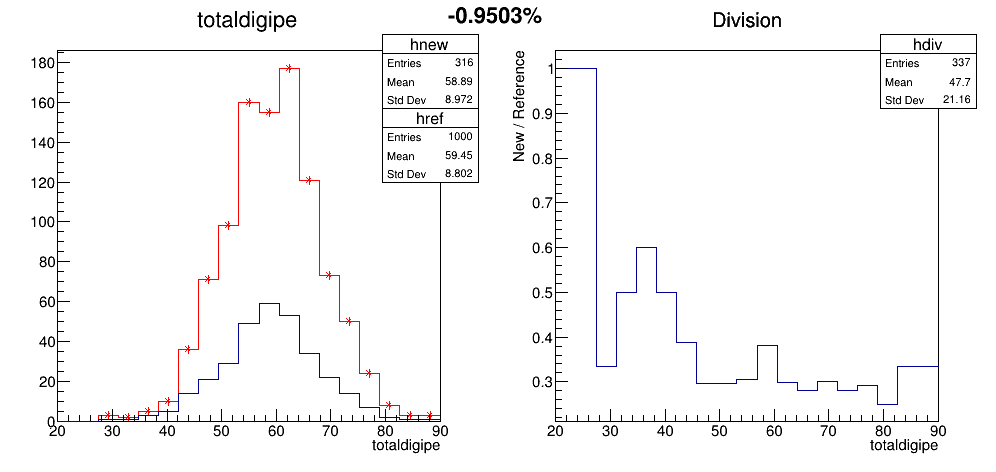 totaldigipe
-0.9503%
Division
hnew
Entries 316
Mean 58.89
Std Dev 8.972
href
Entries 1000
Mean 59.45
Std Dev 8.802
180
160
140
120
100
80
60
40
20
0
20 30 40 50 60 70 80 90
totaldigipe
hdiv
Entries 337
Mean 47.7
Std Dev 21.16
New / Reference
1
0.9
0.8
0.7
0.6
0.5
0.4
0.3
20 30 40 50 60 70 80 90
totaldigipe